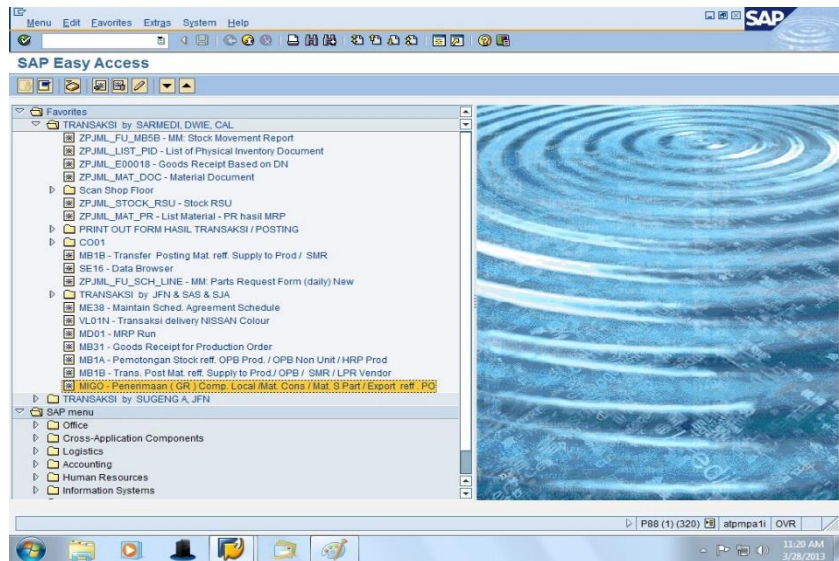 Menu Edit Favorites Extras System Help
SAP
SAP Easy Access
Favorites
TRANSAKSI by SARMEDI, DWIE, CAL
ZPJML_FU_MB5B - MM: Stock Movement Report
ZPJML_LIST_PID - List of Physical Inventory Document
ZPJML_E00018 - Goods Receipt Based on DN
ZPJML_MAT_DOC - Material Document
Scan Shop Floor
ZPJML_STOCK_RSU - Stock RSU
ZPJML_MAT_PR - List Material - PR hasil MRP
PRINT OUT FORM HASIL TRANSAKSI / POSTING
CO01
MB1B - Transfer Posting Mat. reff. Supply to Prod / SMR
SE16 - Data Browser
ZPJML_FU_SCH_LINE - MM: Parts Request Form (daily) New
TRANSAKSI by JFN & SAS & SJA
ME38 - Maintain Sched. Agreement Schedule
VL01N - Transaksi delivery NISSAN Colour
MD01 - MRP Run
MB31 - Goods Receipt for Production Order
MB1A - Pemotongan Stock reff. OPB Prod. / OPB Non Unit / HRP Prod
MB1B - Trans. Post Mat. reff. Supply to Prod./ OPB / SMR / LPR Vendor
MIGO - Penerimaan ( GR ) Comp. Local /Mat. Cons / Mat. S Part / Export reff . PO
TRANSAKSI by SUGENG A, JFN
SAP menu
Office
Cross-Application Components
Logistics
Accounting
Human Resources
Information Systems
P88 (1) (320) atpmpa1i OVR
11:20 AM
3/28/2013